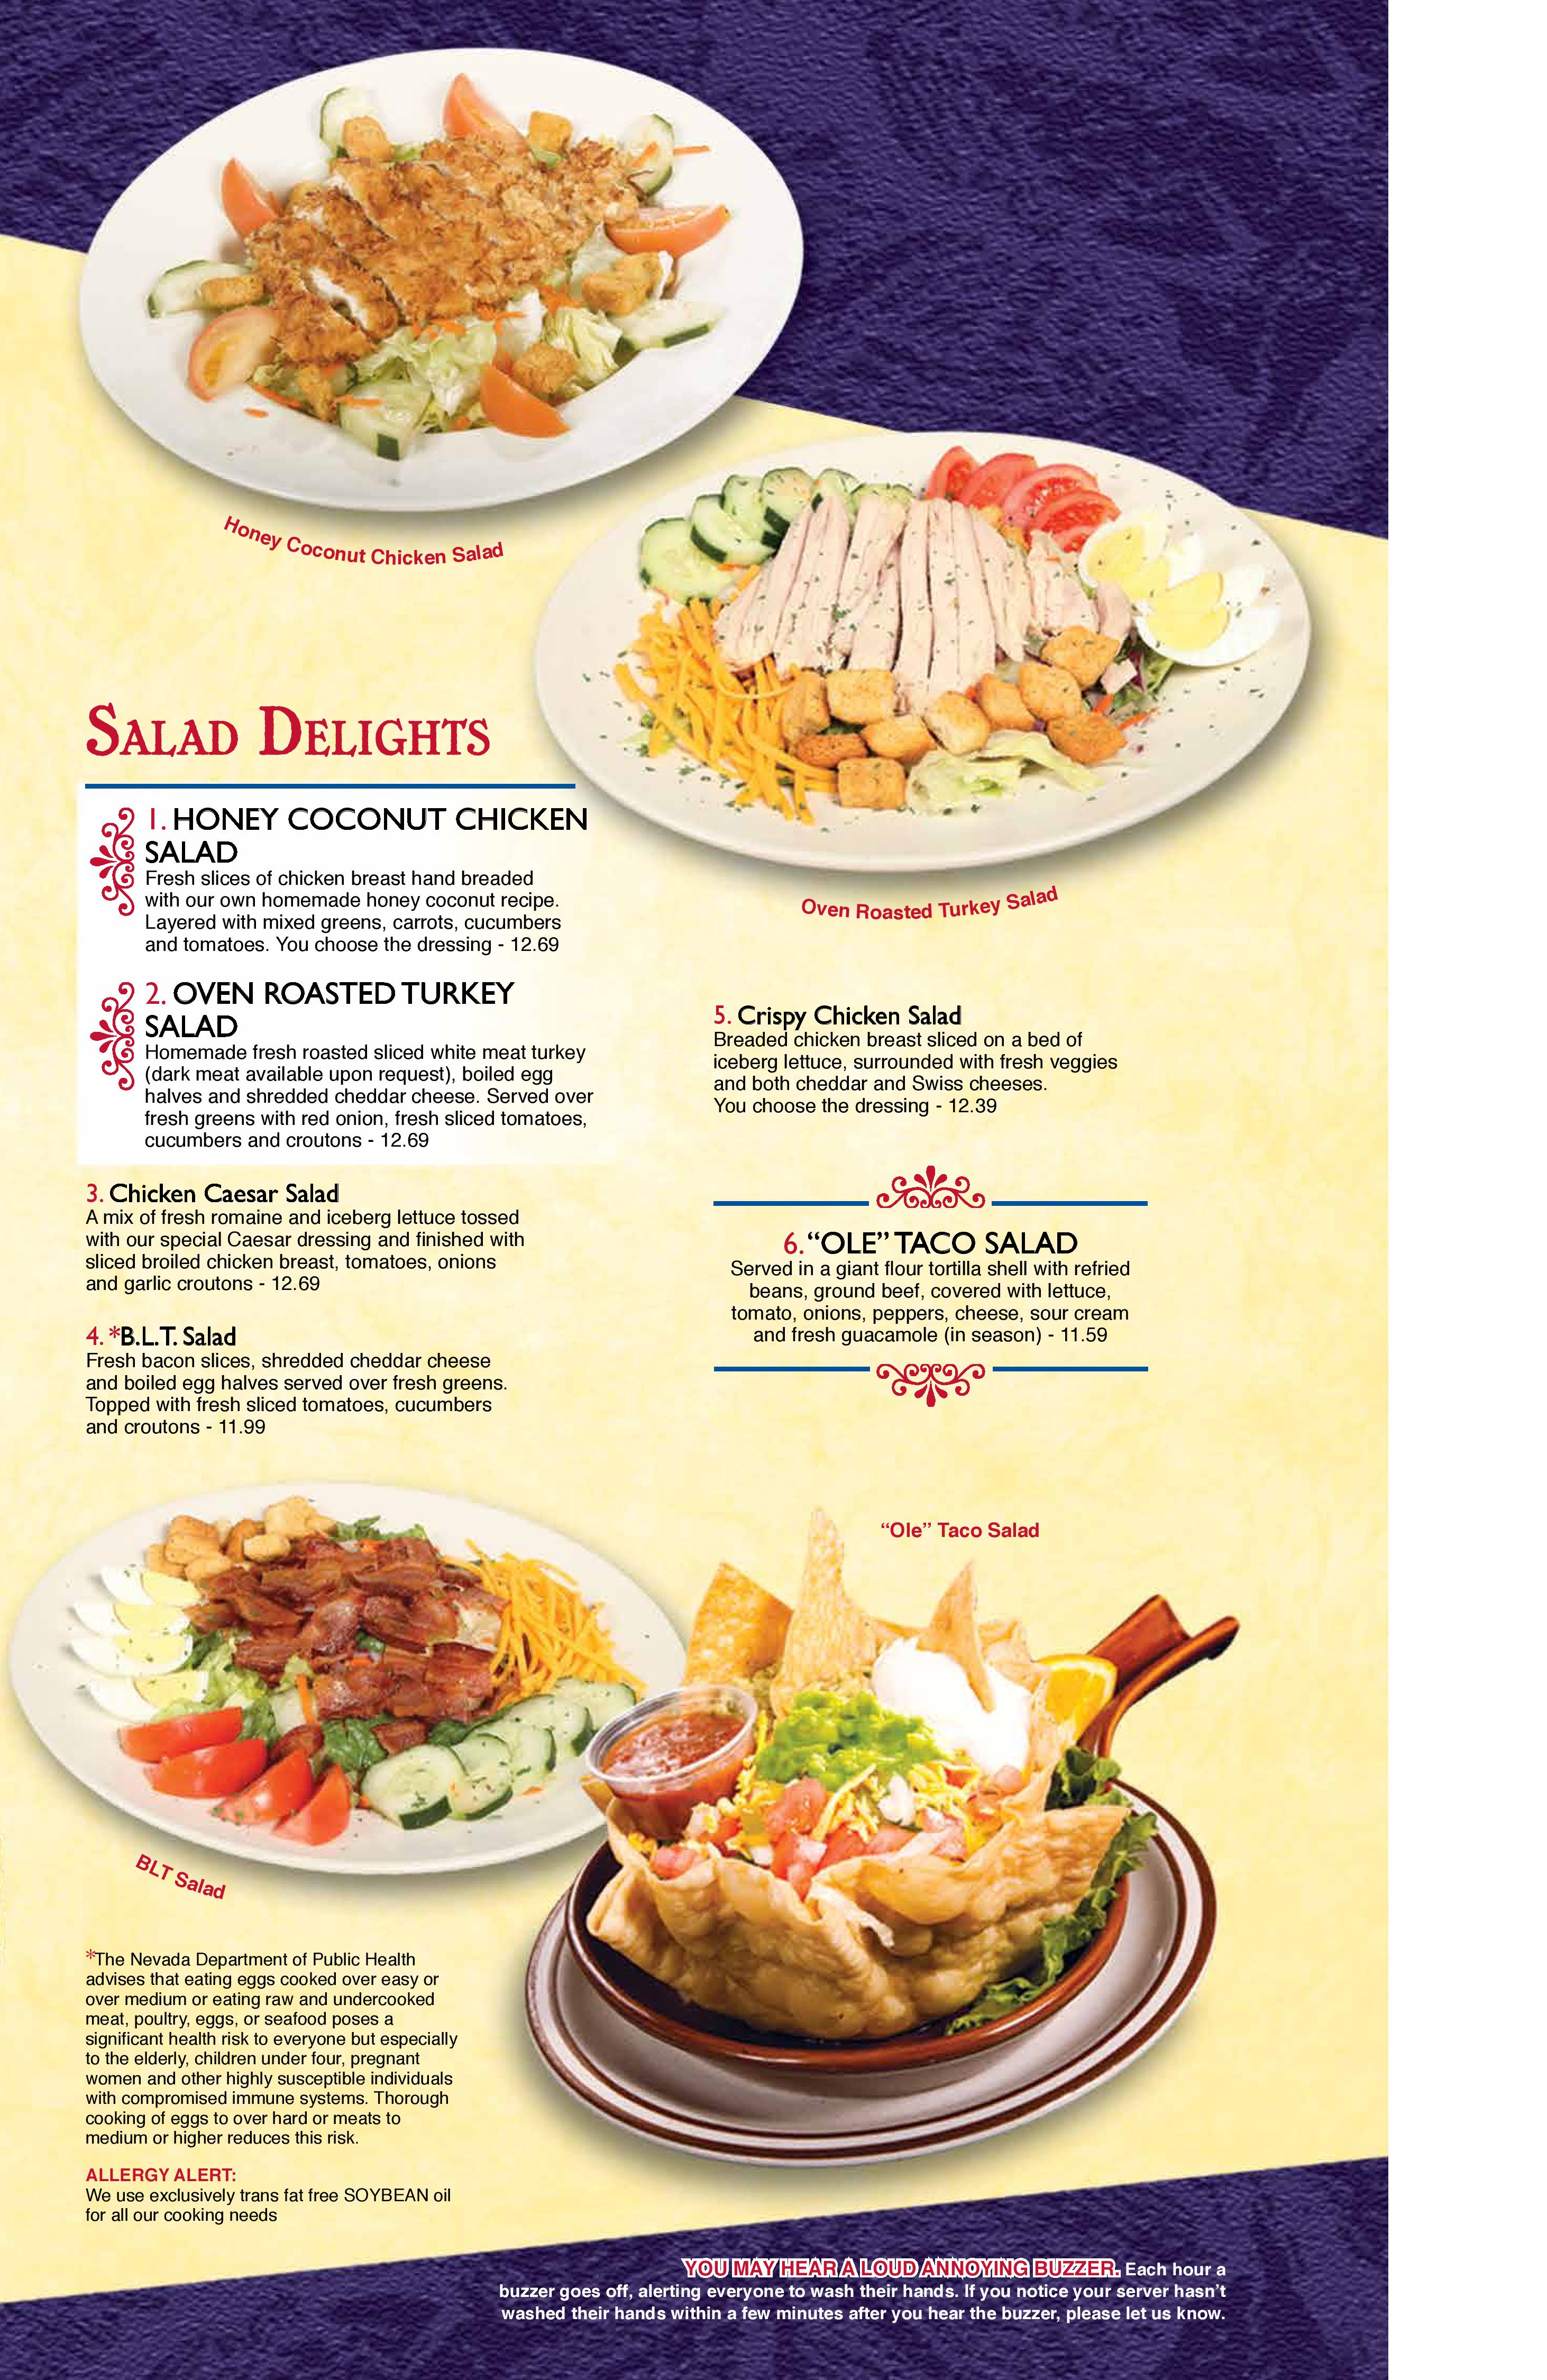 Honey Coconut Chicken Salad
Oven Roasted Turkey Salad
SALAD DELIGHTS
1. HONEY COCONUT CHICKEN
SALAD
Fresh slices of chicken breast hand breaded
with our own homemade honey coconut recipe.
Layered with mixed greens, carrots, cucumbers
and tomatoes. You choose the dressing - 12.69
2. OVEN ROASTED TURKEY
SALAD
Homemade fresh roasted sliced white meat turkey
(dark meat available upon request), boiled egg
halves and shredded cheddar cheese. Served over
fresh greens with red onion, fresh sliced tomatoes,
cucumbers and croutons - 12.69
3. Chicken Caesar Salad
A mix of fresh romaine and iceberg lettuce tossed
with our special Caesar dressing and finished with
sliced broiled chicken breast, tomatoes, onions
and garlic croutons - 12.69
4. *B.L.T. Salad
Fresh bacon slices, shredded cheddar cheese
and boiled egg halves served over fresh greens.
Topped with fresh sliced tomatoes, cucumbers
and croutons - 11.99
5. Crispy Chicken Salad
Breaded chicken breast sliced on a bed of
iceberg lettuce, surrounded with fresh veggies
and both cheddar and Swiss cheeses.
You choose the dressing - 12.39
6. “OLE” TACO SALAD
Served in a giant flour tortilla shell with refried
beans, ground beef, covered with lettuce,
tomato, onions, peppers, cheese, sour cream
and fresh guacamole (in season) - 11.59
“Ole” Taco Salad
BLT Salad
*The Nevada Department of Public Health
advises that eating eggs cooked over easy or
over medium or eating raw and undercooked
meat, poultry, eggs, or seafood poses a
significant health risk to everyone but especially
to the elderly, children under four, pregnant
women and other highly susceptible individuals
with compromised immune systems. Thorough
cooking of eggs to over hard or meats to
medium or higher reduces this risk.
ALLERGY ALERT:
We use exclusively trans fat free SOYBEAN oil
for all our cooking needs
YOU MAY HEAR A LOUD ANNOYING BUZZER. Each hour a
buzzer goes off, alerting everyone to wash their hands. If you notice your server hasn’t
washed their hands within a few minutes after you hear the buzzer, please let us know.